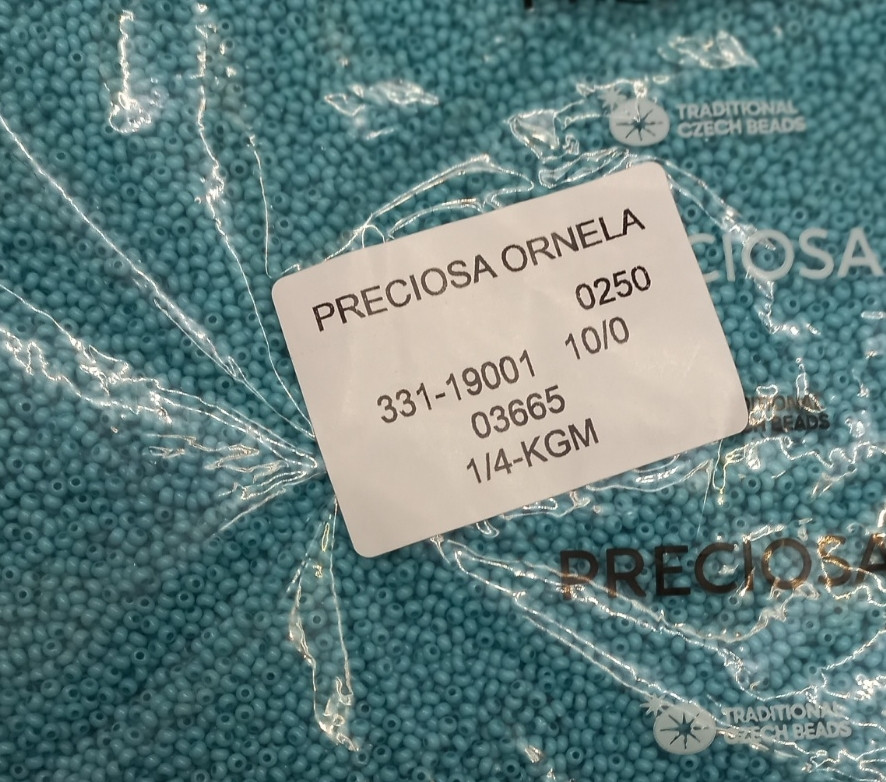 TRADITIONAL
CZECH BEADS
PRECIOSA ORNELA
CIOSA
0250
331-19001 10/0
03665
1/4-KGM
BEADS
PRECIOSA
TRADITIONAL
CZECH BEADS